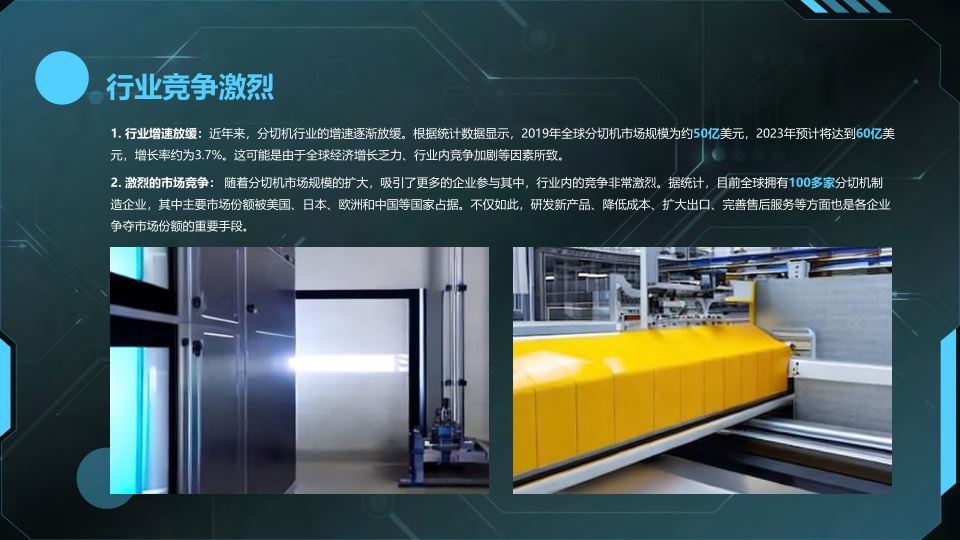 行业竞争激烈
1. 行业增速放缓：近年来，分切机行业的增速逐渐放缓。根据统计数据显示，2019年全球分切机市场规模为约50亿美元，2023年预计将达到60亿美
元，增长率约为3.7%。这可能是由于全球经济增长乏力、行业内竞争加剧等因素所致。
2. 激烈的市场竞争： 随着分切机市场规模的扩大，吸引了更多的企业参与其中，行业内的竞争非常激烈。据统计，目前全球拥有100多家分切机制
造企业，其中主要市场份额被美国、日本、欧洲和中国等国家占据。不仅如此，研发新产品、降低成本、扩大出口、完善售后服务等方面也是各企业
争夺市场份额的重要手段。